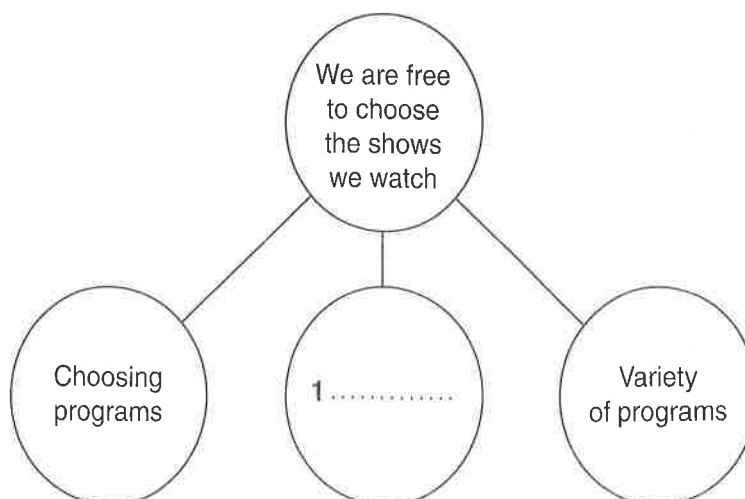 We are free
to choose
the shows
we watch
Choosing
programs
1 .............
Variety
of programs